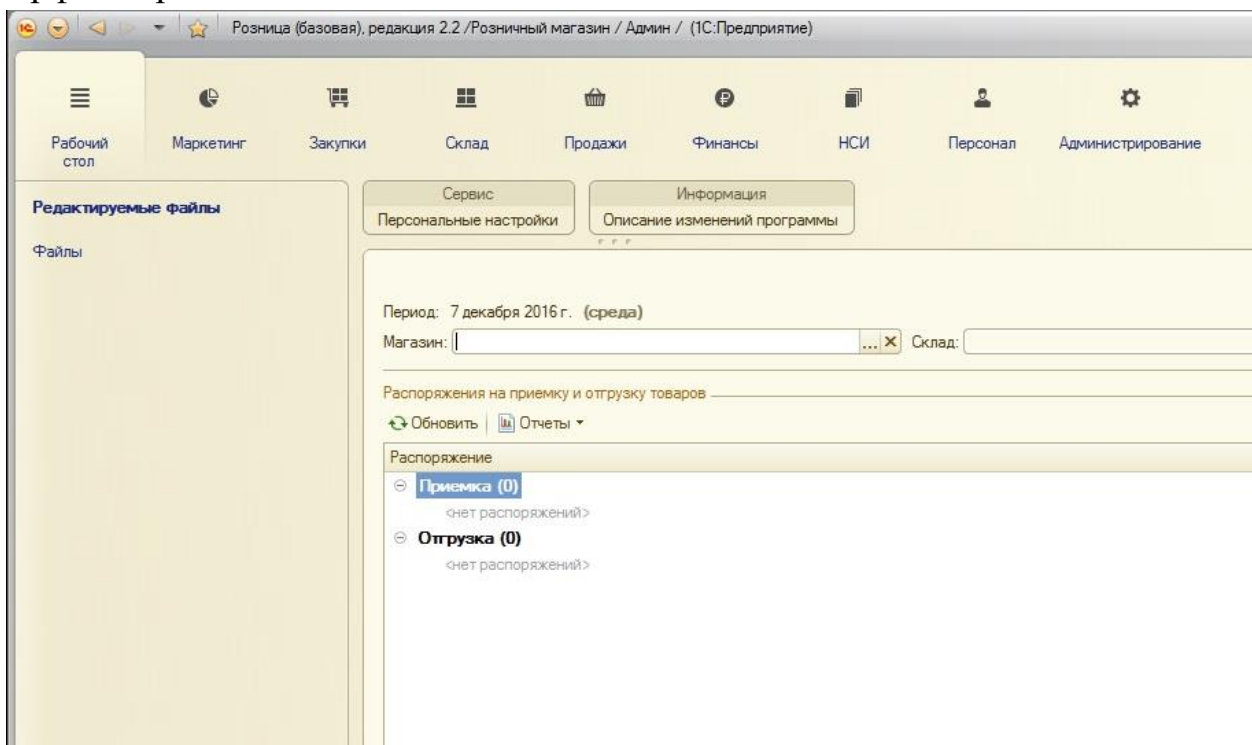 Розница (базовая), редакция 2.2 /Розничный магазин / Админ / (1С:Предприятие)
Рабочий стол
Маркетинг
Закупки
Склад
Продажи
Финансы
НСИ
Персонал
Администрирование
Редактируемые файлы
Файлы
Сервис
Персональные настройки
Информация
Описание изменений программы
Период: 7 декабря 2016 г. (среда)
Магазин: Склад:
Распоряжения на приемку и отгрузку товаров
Обновить Отчеты
Распоряжение
Приемка (0)
<нет распоряжений>
Отгрузка (0)
<нет распоряжений>